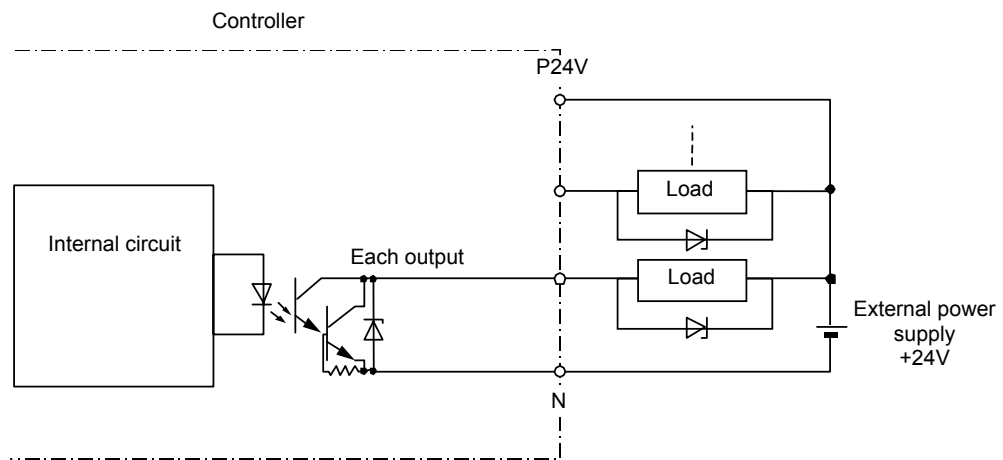 Controller
P24V
Load
Internal circuit
Each output
Load
External power
supply
+24V
N